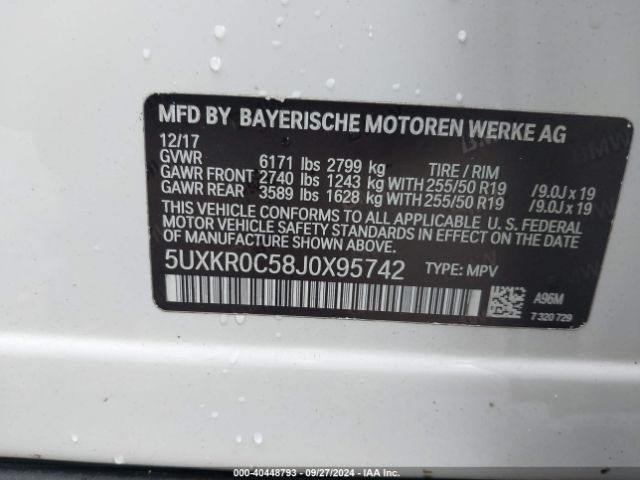 MFD BY BAYERISCHE MOTOREN WERKE AG
12/17
GVWR 6171 lbs 2799 kg TIRE / RIM
GAWR FRONT 2740 lbs 1243 kg WITH 255/50 R19 /9.0J x 19
GAWR REAR 3589 lbs 1628 kg WITH 255/50 R19 /9.0J x 19
THIS VEHICLE CONFORMS TO ALL APPLICABLE U. S. FEDERAL
MOTOR VEHICLE SAFETY STANDARDS IN EFFECT ON THE
DATE OF MANUFACTURE SHOWN ABOVE.
5UXKR0C58J0X95742 TYPE: MPV
A96M
7 320 729
000-40448793 - 09/27/2024 - IAA Inc.